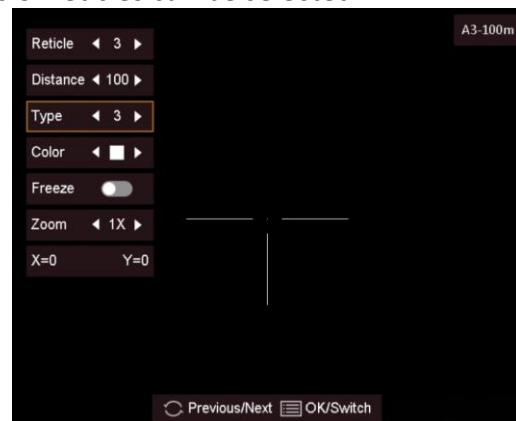 A3-100m
Reticle 3
Distance 100
Type 3
Color
Freeze
Zoom 1X
X=0 Y=0
Previous/Next OK/Switch